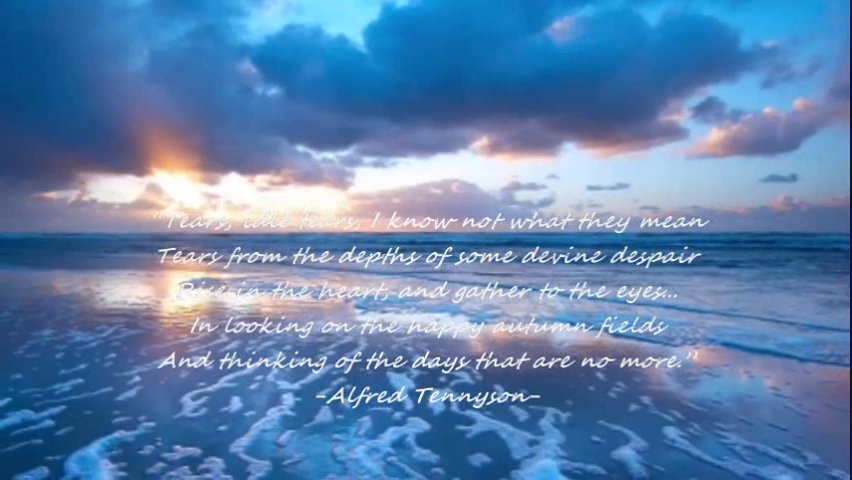 "Tears, idle tears, I know not what they mean
Tears from the depths of some devine despair
Rise in the heart, and gather to the eyes...
In looking on the happy autumn fields
And thinking of the days that are no more."
-Alfred Tennyson-